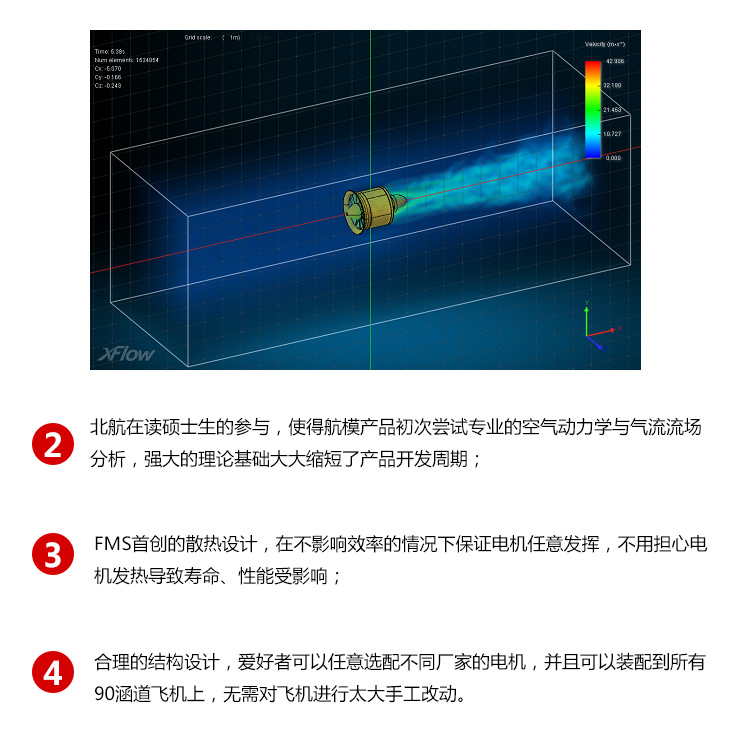 Grid scale: ( 1m)
Time: 5.38s
Num elements: 1534854
Cx: -5.070
Cy: -0.166
Cz: -0.243
Velocity (m·s⁻¹)
42.906
32.180
21.453
10.727
0.000
Y
XFlow
2
北航在读硕士生的参与，使得航模产品初次尝试专业的空气动力学与气流流场
分析，强大的理论基础大大缩短了产品开发周期；
3
FMS首创的散热设计，在不影响效率的情况下保证电机任意发挥，不用担心电
机发热导致寿命、性能受影响；
4
合理的结构设计，爱好者可以任意选配不同厂家的电机，并且可以装配到所有
90涵道飞机上，无需对飞机进行太大手工改动。